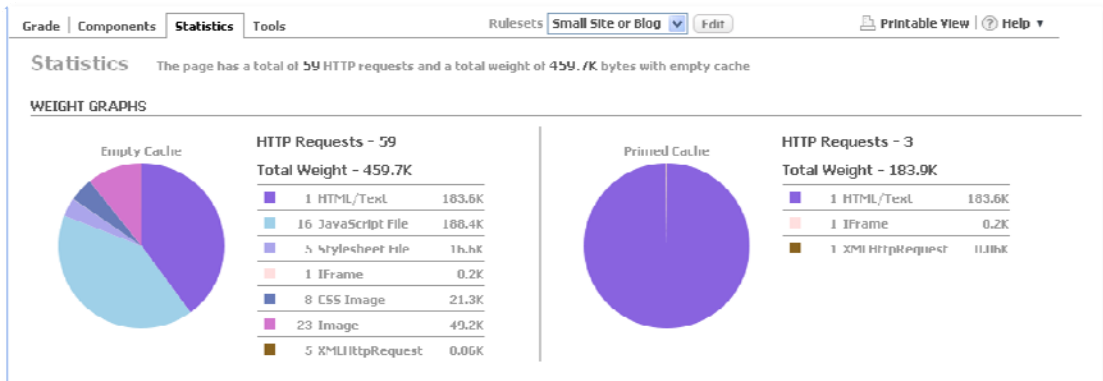 Grade | Components Statistics Tools Rulesets Small Site or Blog Edit Printable View | ? Help ▼
Statistics The page has a total of 59 HTTP requests and a total weight of 459.7K bytes with empty cache
WEIGHT GRAPHS
Empty Cache
HTTP Requests - 59
Total Weight - 459.7K
1 HTML/Text 183.6K
16 JavaScript File 188.4K
5 Stylesheet File 16.6K
1 IFrame 0.2K
8 CSS Image 21.3K
23 Image 49.2K
5 XMLHttpRequest 0.06K
Primed Cache
HTTP Requests - 3
Total Weight - 183.9K
1 HTML/Text 183.6K
1 IFrame 0.2K
1 XMLHttpRequest 0.06K